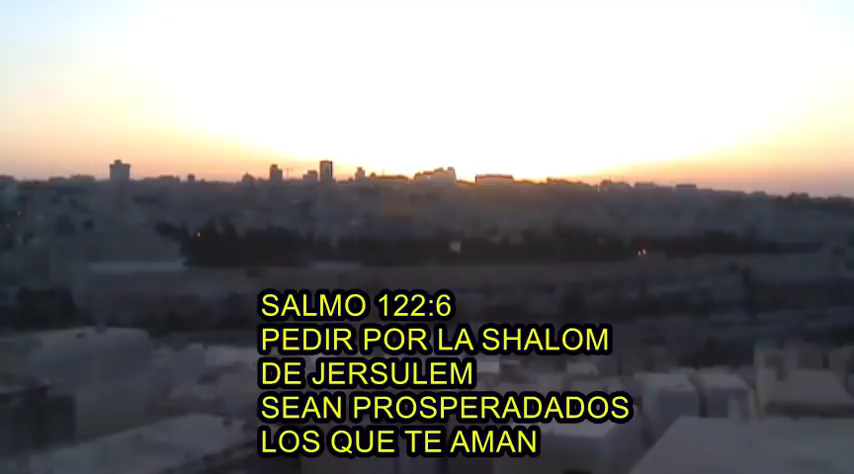 SALMO 122:6
PEDIR POR LA SHALOM
DE JERSULEM
SEAN PROSPERADADOS
LOS QUE TE AMAN